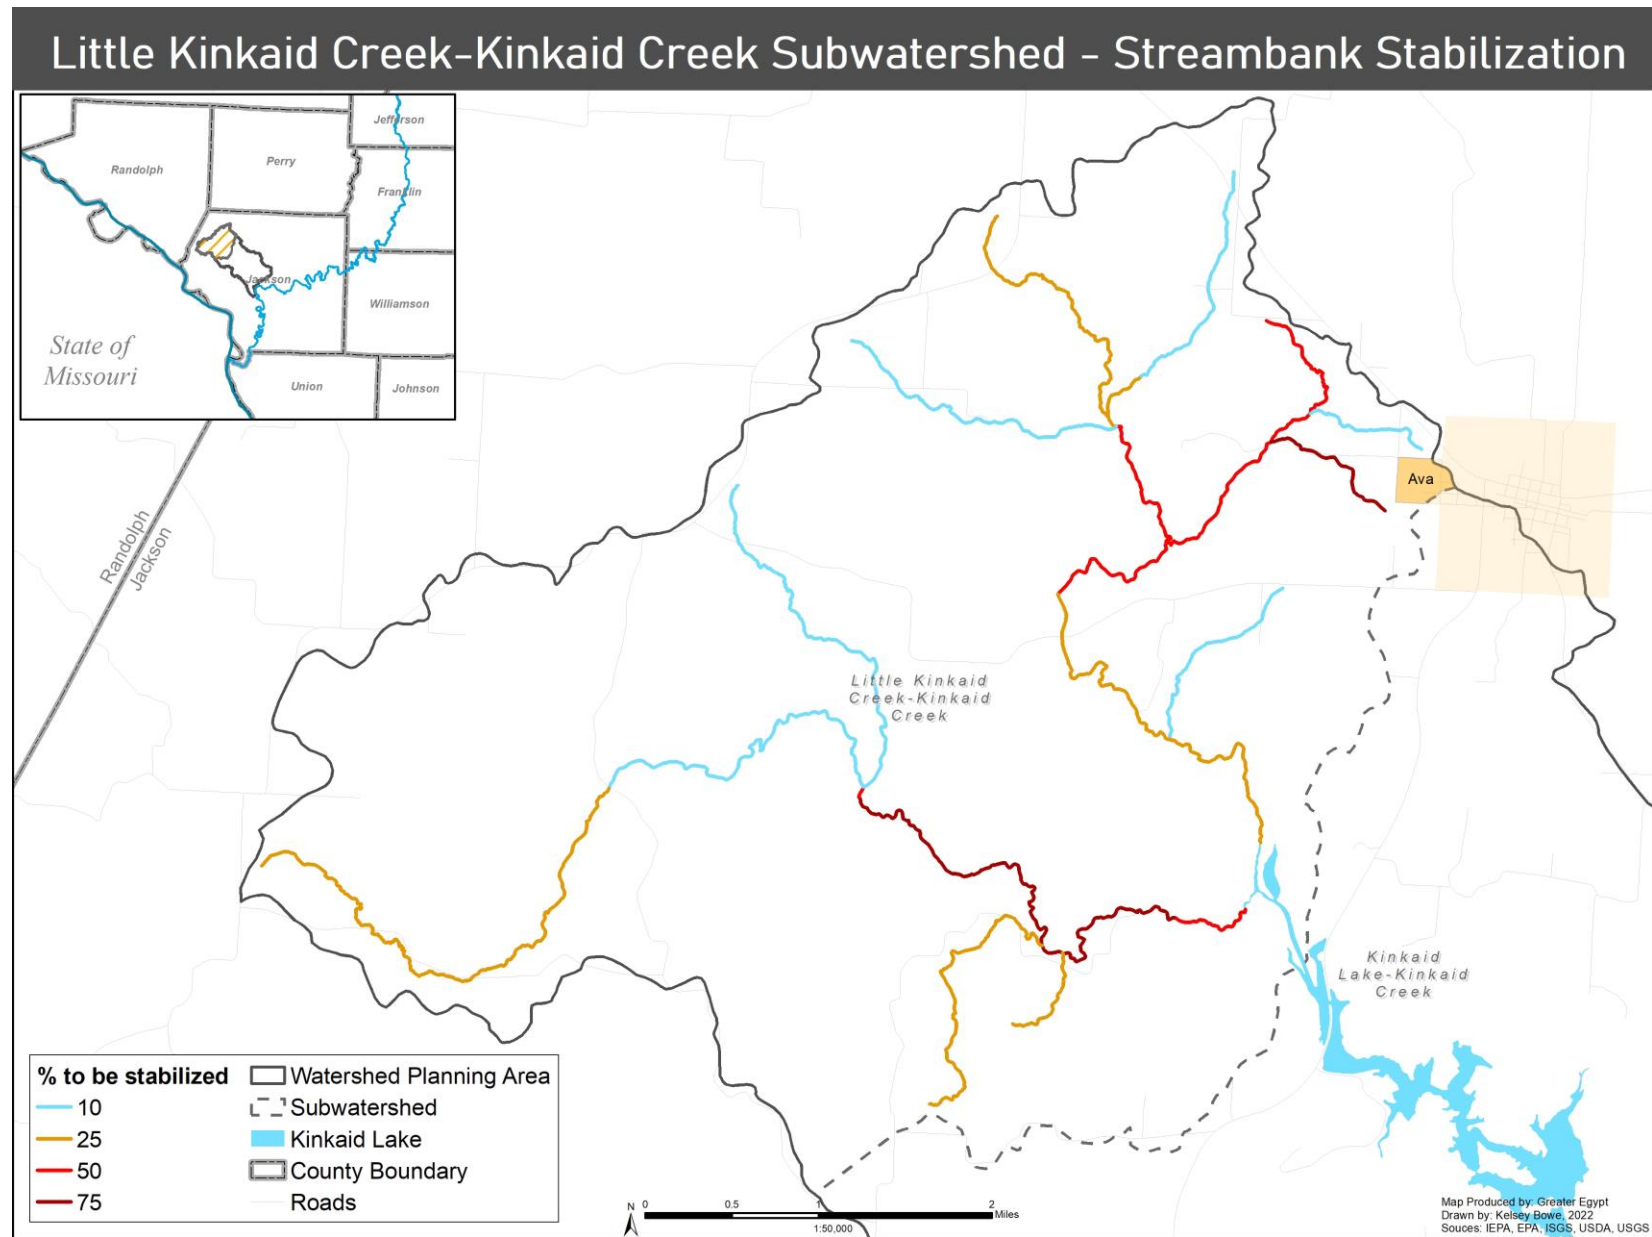 Little Kinkaid Creek-Kinkaid Creek Subwatershed - Streambank Stabilization
Jefferson
Randolph
Perry
Franklin
Jackson
Williamson
State of
Missouri
Union
Johnson
Ava
Randolph
Jackson
Little Kinkaid
Creek-Kinkaid
Creek
Kinkaid
Lake-Kinkaid
Creek
% to be stabilized
10
25
50
75
Watershed Planning Area
Subwatershed
Kinkaid Lake
County Boundary
Roads
N
0 0.5 1 2
Miles
1:50,000
Map Produced by: Greater Egypt
Drawn by: Kelsey Bowe, 2022
Souces: IEPA, EPA, ISGS, USDA, USGS